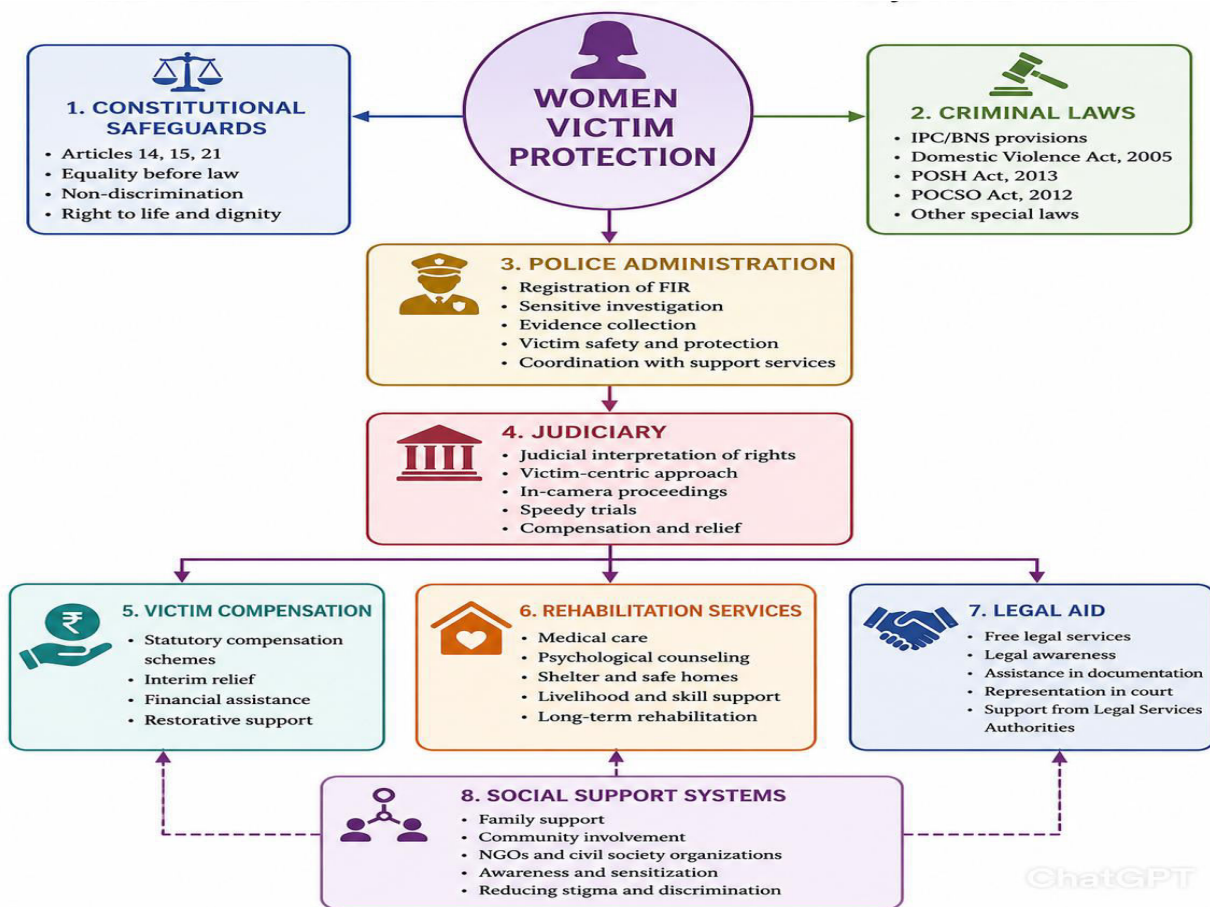 WOMEN
VICTIM
PROTECTION
1. CONSTITUTIONAL
SAFEGUARDS
• Articles 14, 15, 21
• Equality before law
• Non-discrimination
• Right to life and dignity
2. CRIMINAL LAWS
• IPC/BNS provisions
• Domestic Violence Act, 2005
• POSH Act, 2013
• POCSO Act, 2012
• Other special laws
3. POLICE ADMINISTRATION
• Registration of FIR
• Sensitive investigation
• Evidence collection
• Victim safety and protection
• Coordination with support services
4. JUDICIARY
• Judicial interpretation of rights
• Victim-centric approach
• In-camera proceedings
• Speedy trials
• Compensation and relief
5. VICTIM COMPENSATION
₹
• Statutory compensation
schemes
• Interim relief
• Financial assistance
• Restorative support
6. REHABILITATION SERVICES
• Medical care
• Psychological counseling
• Shelter and safe homes
• Livelihood and skill support
• Long-term rehabilitation
7. LEGAL AID
• Free legal services
• Legal awareness
• Assistance in documentation
• Representation in court
• Support from Legal Services
Authorities
8. SOCIAL SUPPORT SYSTEMS
• Family support
• Community involvement
• NGOs and civil society organizations
• Awareness and sensitization
• Reducing stigma and discrimination
ChatGPT